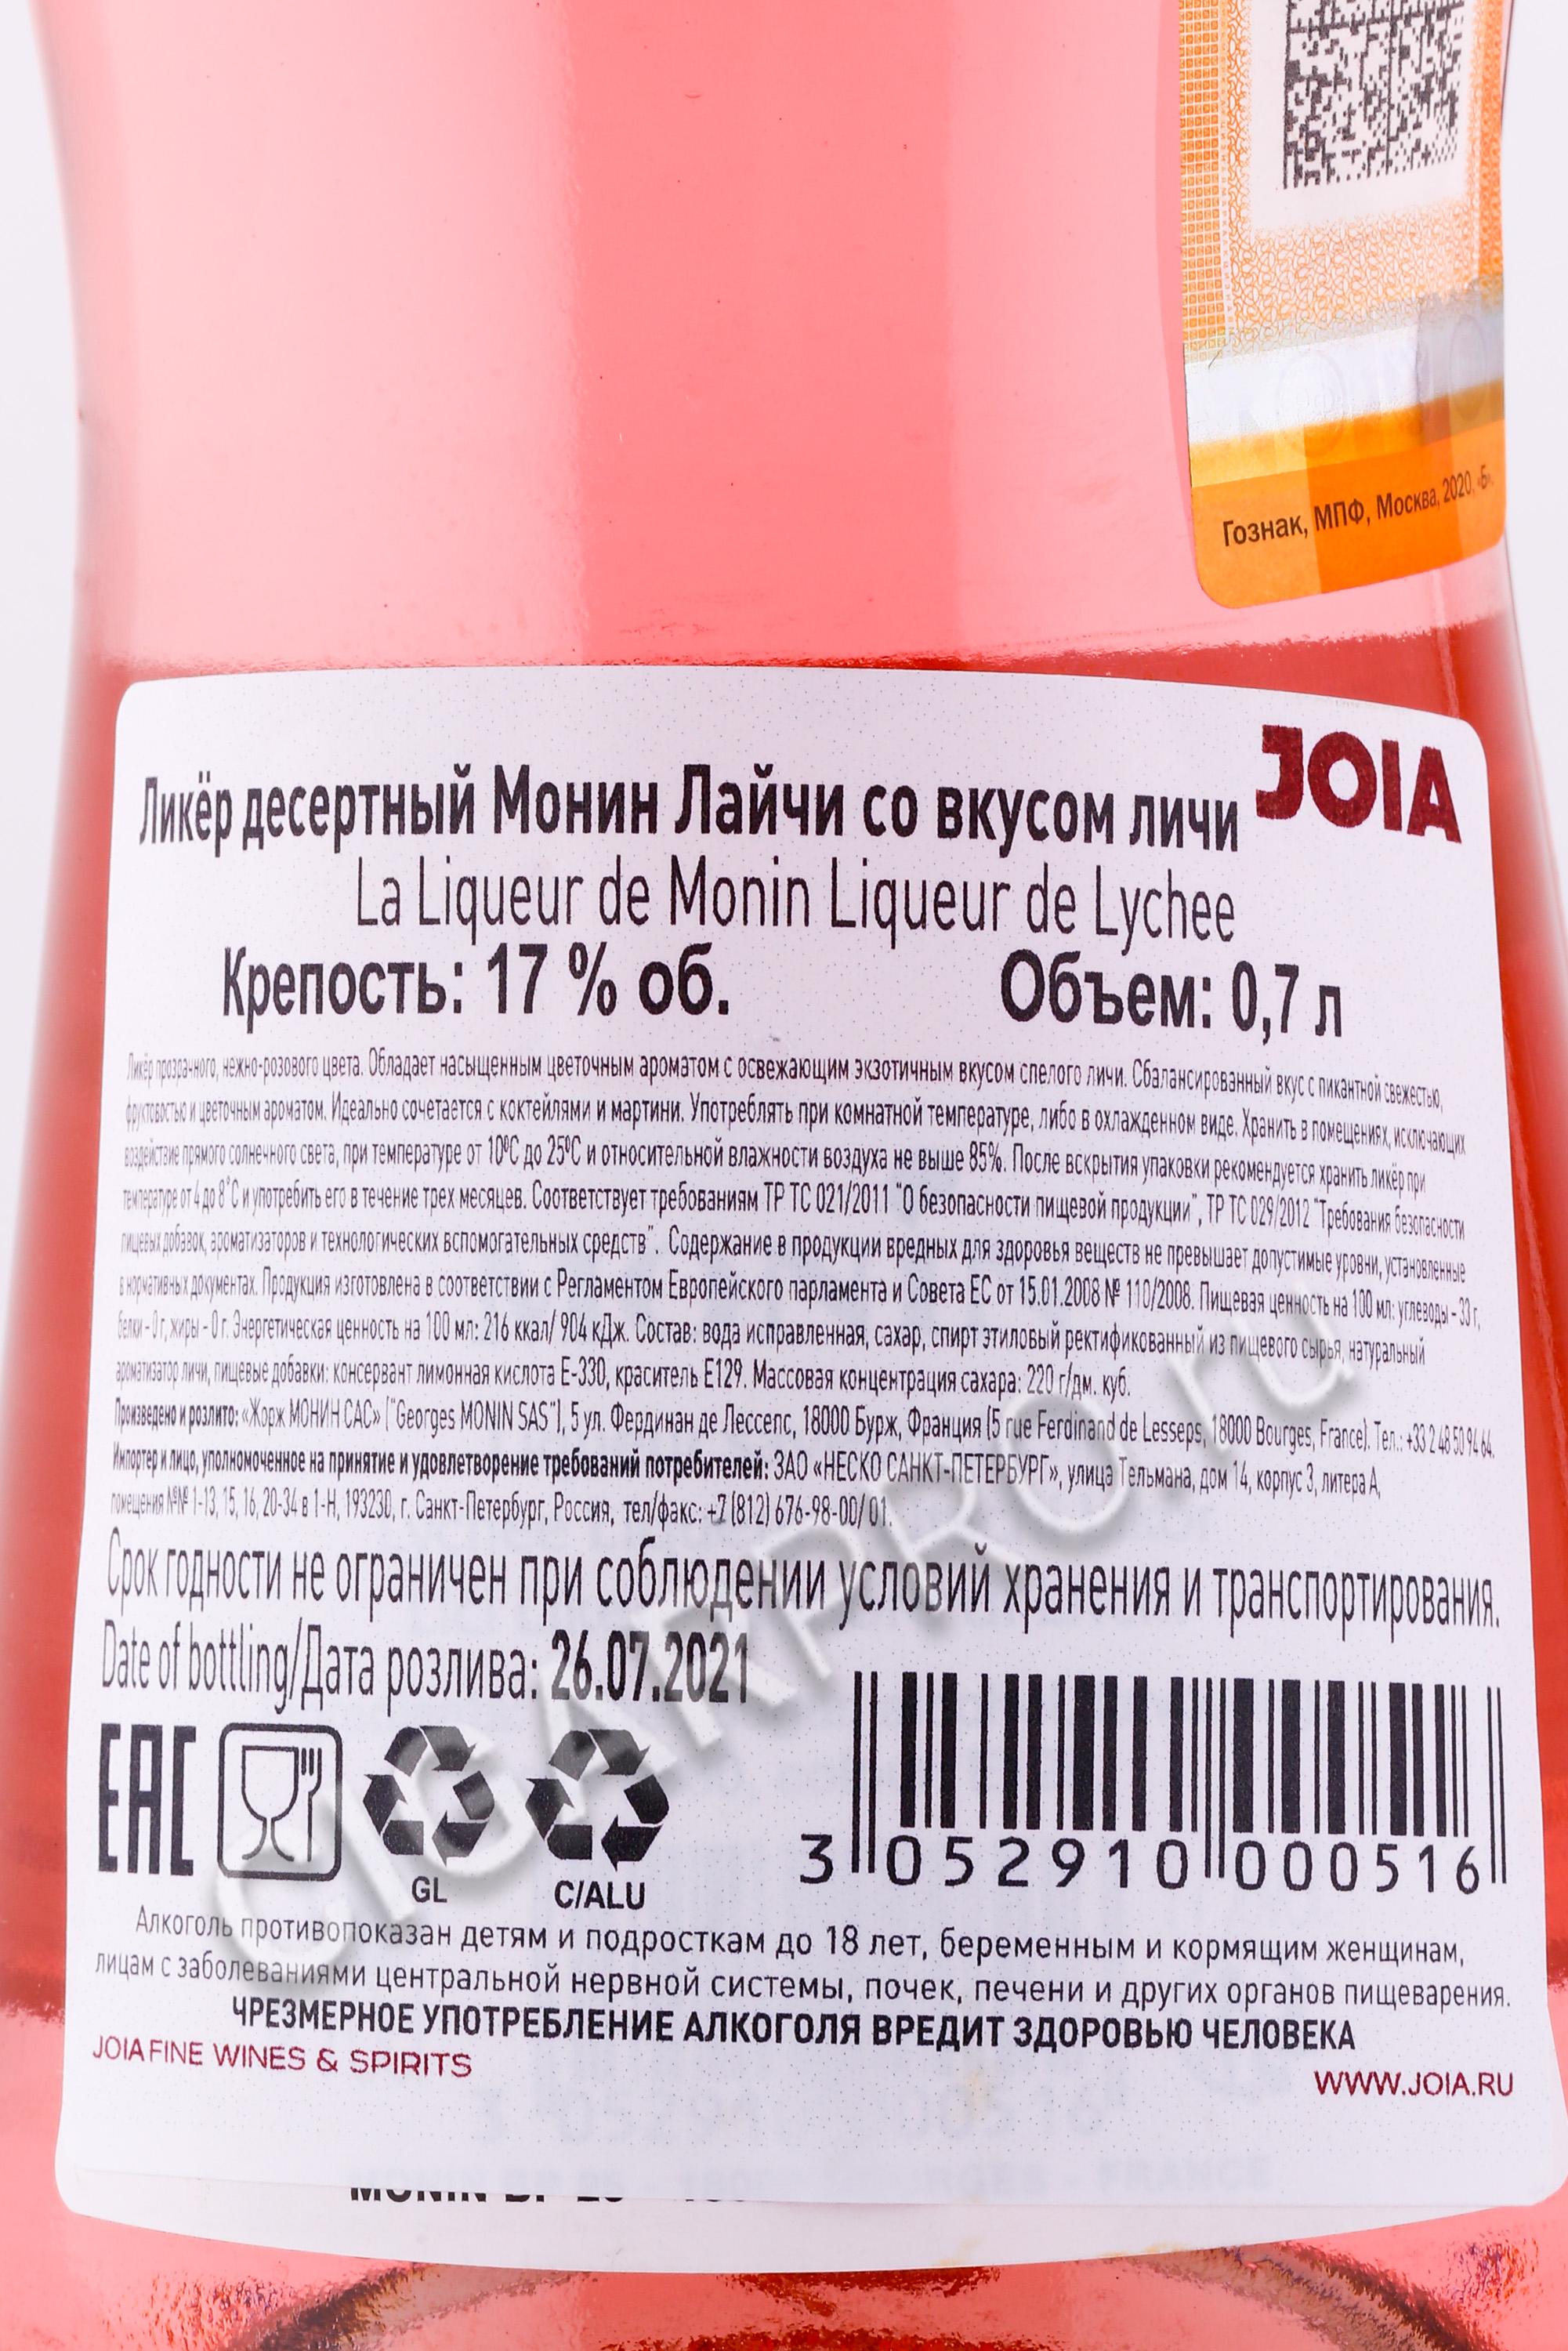 Гознак, МПФ, Москва, 2020, «Б».
JOIA
Ликёр десертный Монин Лайчи со вкусом личи
La Liqueur de Monin Liqueur de Lychee
Крепость: 17 % об. Объем: 0,7 л
Ликёр прозрачного, нежно-розового цвета. Обладает насыщенным цветочным ароматом с освежающим экзотичным вкусом спелого личи. Сбалансированный вкус с пикантной свежестью,
фруктовостью и цветочным ароматом. Идеально сочетается с коктейлями и мартини. Употреблять при комнатной температуре, либо в охлажденном виде. Хранить в помещениях, исключающих
воздействие прямого солнечного света, при температуре от 10°С до 25°С и относительной влажности воздуха не выше 85%. После вскрытия упаковки рекомендуется хранить ликёр при
температуре от 4 до 8˚С и употребить его в течение трех месяцев. Соответствует требованиям ТР ТС 021/2011 "О безопасности пищевой продукции", ТР ТС 029/2012 "Требования безопасности
пищевых добавок, ароматизаторов и технологических вспомогательных средств". Содержание в продукции вредных для здоровья веществ не превышает допустимые уровни, установленные
в нормативных документах. Продукция изготовлена в соответствии с Регламентом Европейского парламента и Совета ЕС от 15.01.2008 № 110/2008. Пищевая ценность на 100 мл: углеводы – 33 г,
белки – 0 г, жиры – 0 г. Энергетическая ценность на 100 мл: 216 ккал/ 904 кДж. Состав: вода исправленная, сахар, спирт этиловый ректификованный из пищевого сырья, натуральный
ароматизатор личи, пищевые добавки: консервант лимонная кислота Е-330, краситель Е129. Массовая концентрация сахара: 220 г/дм. куб.
Произведено и розлито: «Жорж МОНИН САС» ("Georges MONIN SAS"), 5 ул. Фердинан де Лессепс, 18000 Бурж, Франция (5 rue Ferdinand de Lesseps, 18000 Bourges, France). Тел.: +33 2 48 50 94 64.
Импортер и лицо, уполномоченное на принятие и удовлетворение требований потребителей: ЗАО «НЕСКО САНКТ-ПЕТЕРБУРГ», улица Тельмана, дом 14, корпус 3, литера А,
помещения №№ 1-13, 15, 16, 20-34 в 1-Н, 193230, г. Санкт-Петербург, Россия, тел/факс: +7 (812) 676-98-00/ 01.
Срок годности не ограничен при соблюдении условий хранения и транспортирования.
Date of bottling/Дата розлива: 26.07.2021
EAC
GL
C/ALU
3 052910 000516
Алкоголь противопоказан детям и подросткам до 18 лет, беременным и кормящим женщинам,
лицам с заболеваниями центральной нервной системы, почек, печени и других органов пищеварения.
ЧРЕЗМЕРНОЕ УПОТРЕБЛЕНИЕ АЛКОГОЛЯ ВРЕДИТ ЗДОРОВЬЮ ЧЕЛОВЕКА
JOIA FINE WINES & SPIRITS
WWW.JOIA.RU
CIGARPRO.ru